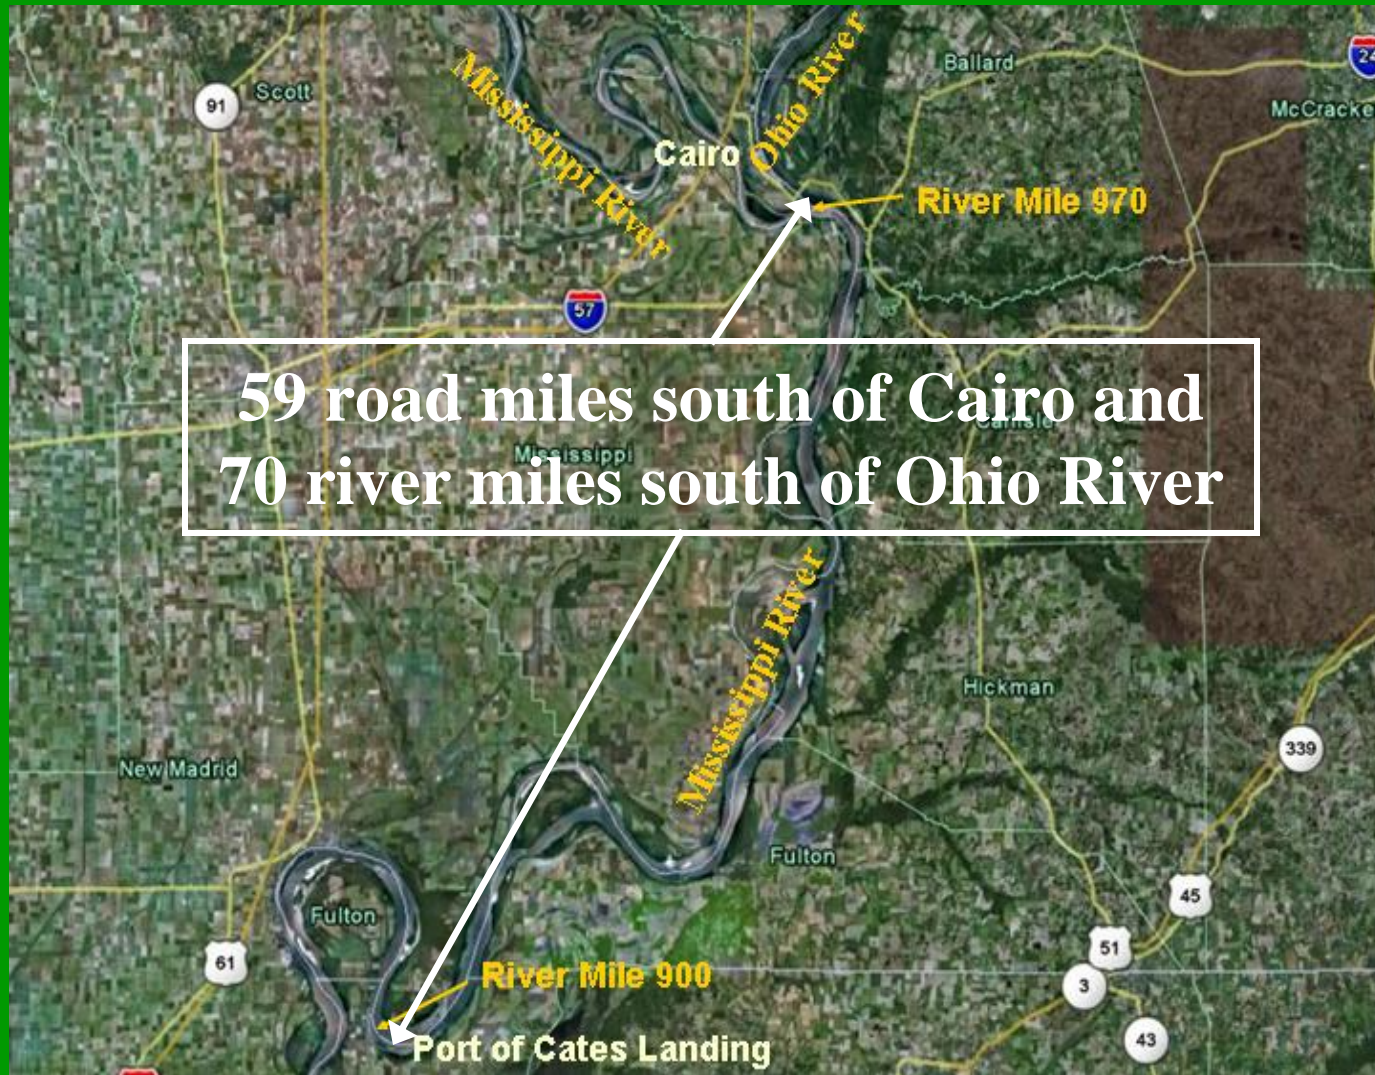 Mississippi River
Ohio River
Ballard
24
91
Scott
McCracke
Cairo
River Mile 970
57
59 road miles south of Cairo and
Carlisle
Mississippi
70 river miles south of Ohio River
Mississippi River
Hickman
339
New Madrid
Fulton
45
Fulton
51
61
River Mile 900
3
43
Port of Cates Landing